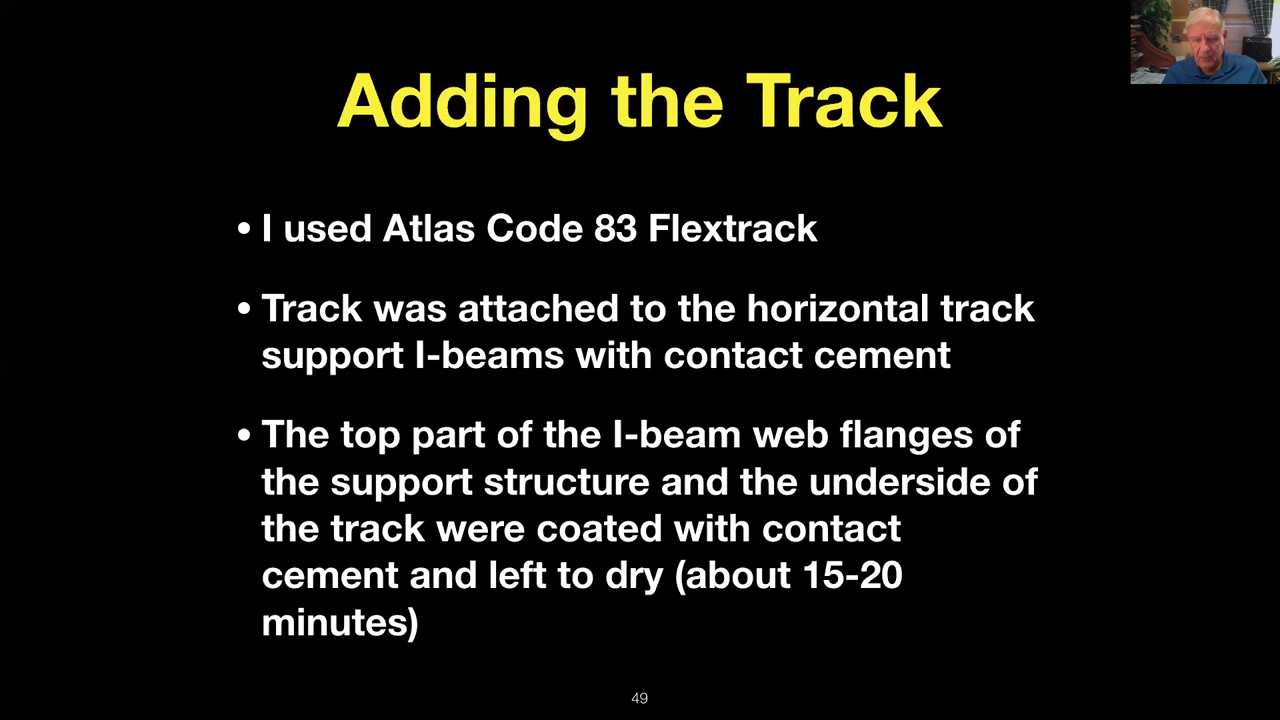 Adding the Track
• I used Atlas Code 83 Flextrack
• Track was attached to the horizontal track
support I-beams with contact cement
• The top part of the I-beam web flanges of
the support structure and the underside of
the track were coated with contact
cement and left to dry (about 15-20
minutes)
49